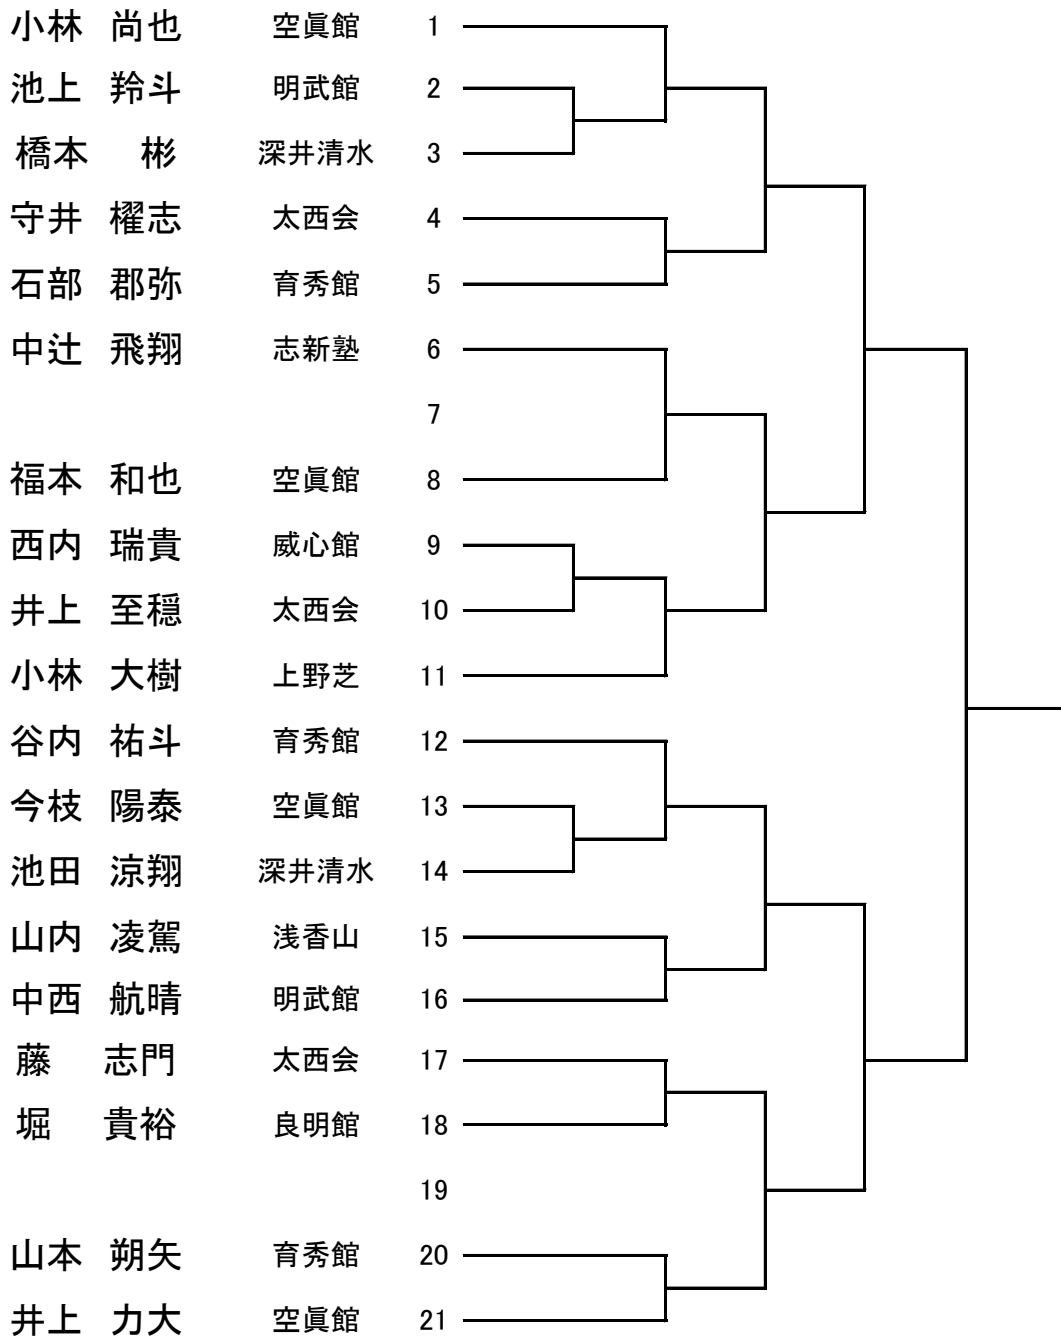 小林 尚也 空眞館 1
池上 羚斗 明武館 2
橋本 彬 深井清水 3
守井 櫂志 太西会 4
石部 郡弥 育秀館 5
中辻 飛翔 志新塾 6
7
福本 和也 空眞館 8
西内 瑞貴 威心館 9
井上 至穏 太西会 10
小林 大樹 上野芝 11
谷内 祐斗 育秀館 12
今枝 陽泰 空眞館 13
池田 涼翔 深井清水 14
山内 凌駕 浅香山 15
中西 航晴 明武館 16
藤 志門 太西会 17
堀 貴裕 良明館 18
19
山本 朔矢 育秀館 20
井上 力大 空眞館 21